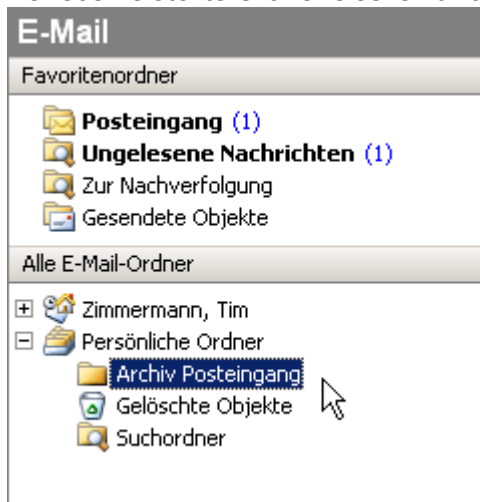 E-Mail
Favoritenordner
Posteingang (1)
Ungelesene Nachrichten (1)
Zur Nachverfolgung
Gesendete Objekte
Alle E-Mail-Ordner
Zimmermann, Tim
Persönliche Ordner
Archiv Posteingang
Gelöschte Objekte
Suchordner